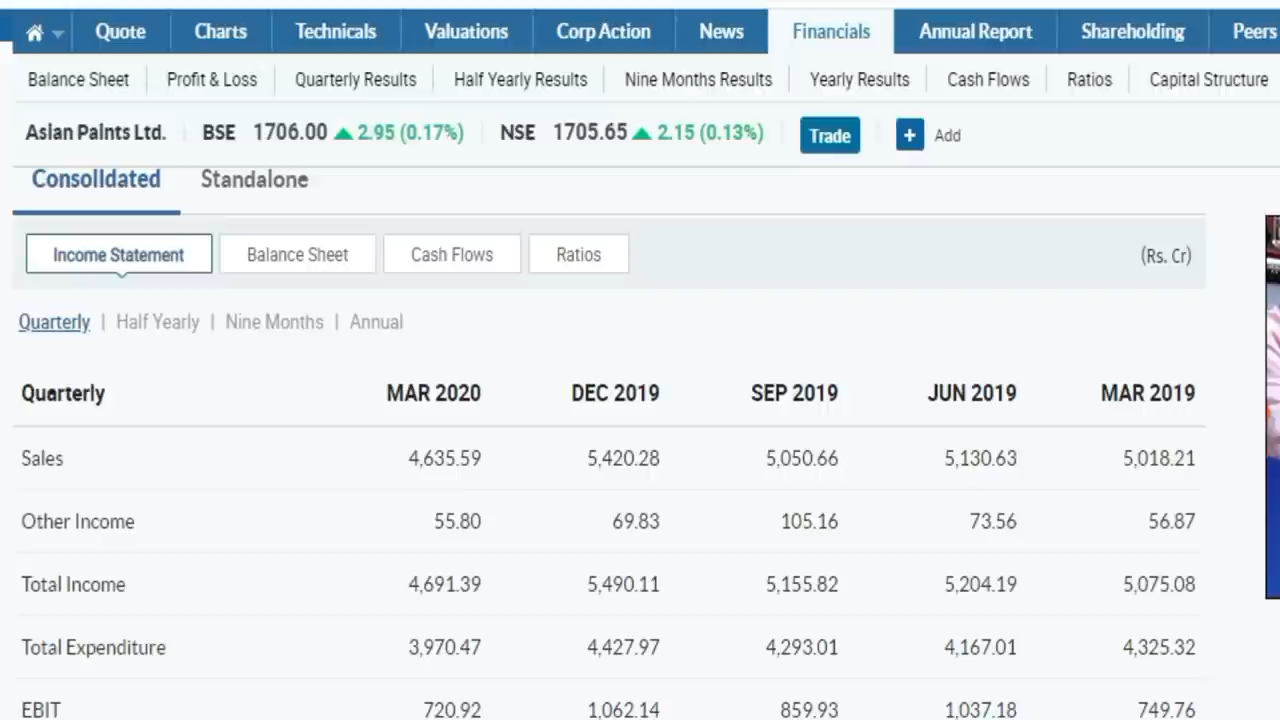 Quote Charts Technicals Valuations Corp Action News Financials Annual Report Shareholding Peers
Balance Sheet Profit & Loss Quarterly Results Half Yearly Results Nine Months Results Yearly Results Cash Flows Ratios Capital Structure
Asian Paints Ltd. BSE 1706.00 ▲ 2.95 (0.17%) NSE 1705.65 ▲ 2.15 (0.13%) Trade + Add
Consolidated Standalone
Income Statement Balance Sheet Cash Flows Ratios (Rs. Cr)
Quarterly | Half Yearly | Nine Months | Annual
Quarterly MAR 2020 DEC 2019 SEP 2019 JUN 2019 MAR 2019
Sales 4,635.59 5,420.28 5,050.66 5,130.63 5,018.21
Other Income 55.80 69.83 105.16 73.56 56.87
Total Income 4,691.39 5,490.11 5,155.82 5,204.19 5,075.08
Total Expenditure 3,970.47 4,427.97 4,293.01 4,167.01 4,325.32
EBIT 720.92 1,062.14 859.93 1,037.18 749.76